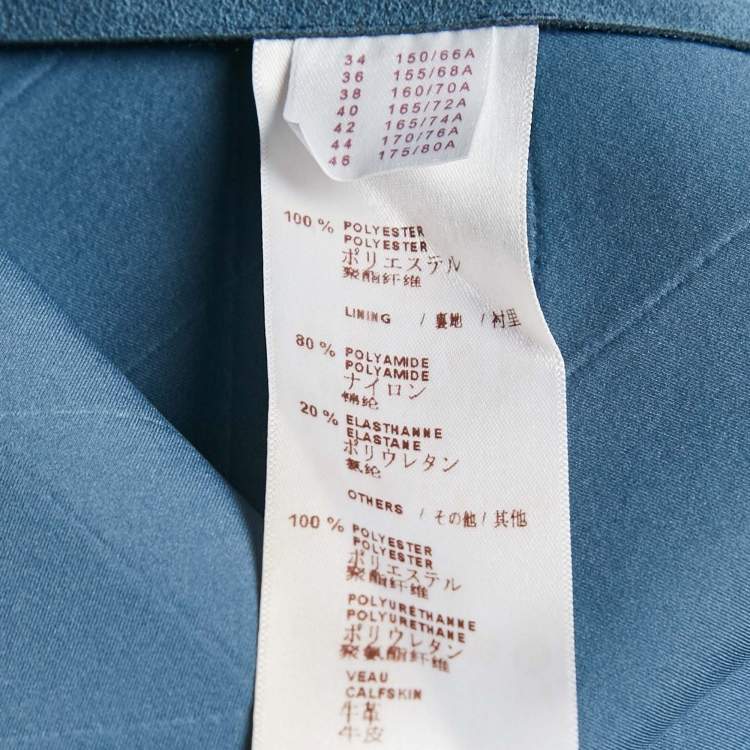 34 150/66A
36 155/68A
38 160/70A
40 165/72A
42 165/74A
44 170/76A
46 175/80A
100 % POLYESTER
POLYESTER
ポリエステル
聚酯纤维
LINING / 裏地 / 衬里
80 % POLYAMIDE
POLYAMIDE
ナイロン
锦纶
20 % ELASTHANNE
ELASTANE
ポリウレタン
氨纶
OTHERS / その他 / 其他
100 % POLYESTER
POLYESTER
ポリエステル
聚酯纤维
POLYURÉTHANNE
POLYURETHANE
ポリウレタン
聚氨酯纤维
VEAU
CALFSKIN
牛革
牛皮